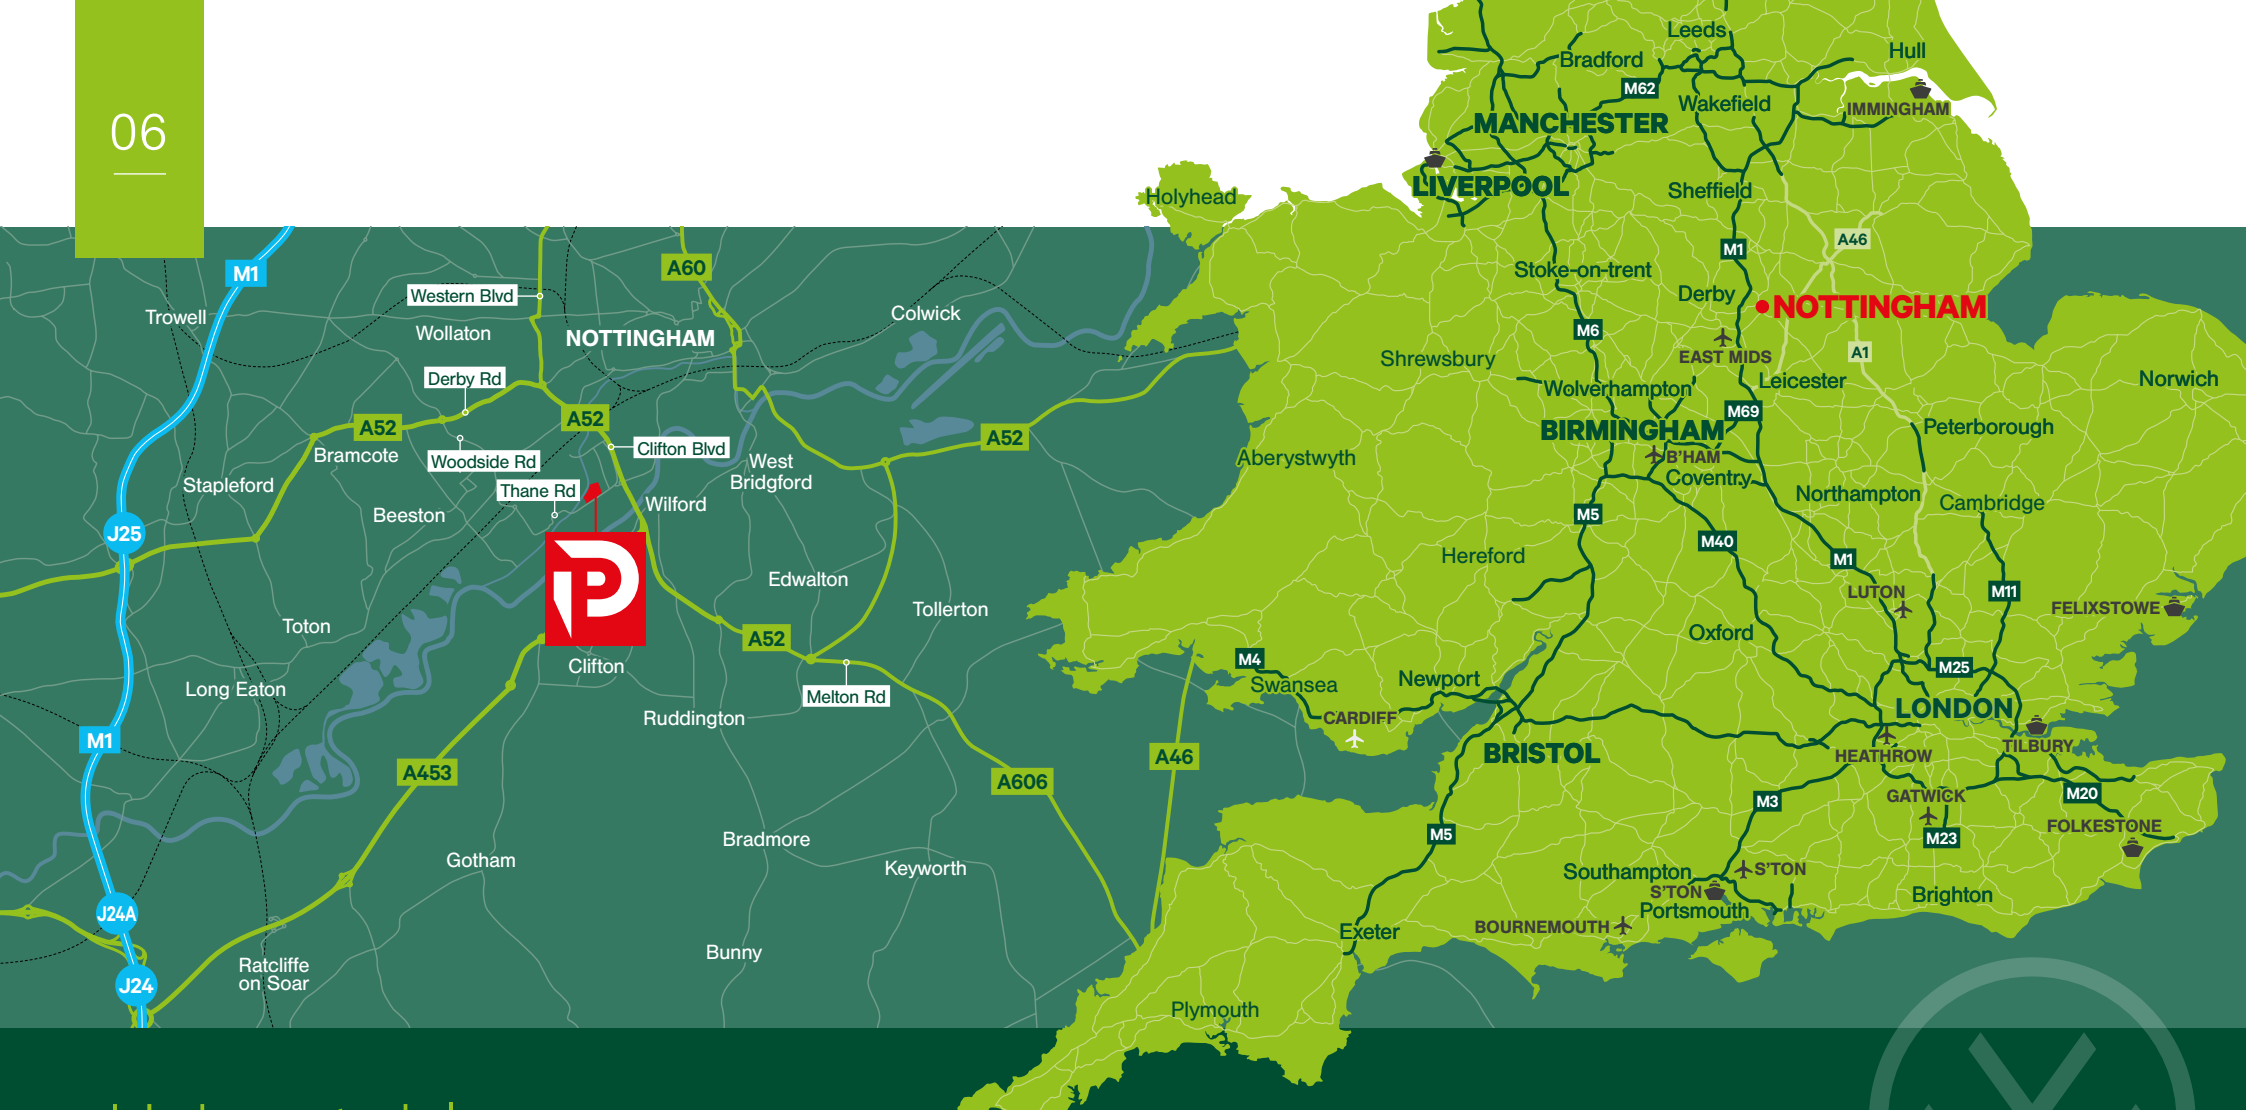 06
M1
Trowell
Western Blvd
Wollaton
A60
NOTTINGHAM
Colwick
Derby Rd
A52
A52
Bramcote
Woodside Rd
Clifton Blvd
A52
West
Bridgford
Stapleford
Thane Rd
Wilford
Beeston
J25
P
Edwalton
Tollerton
Toton
A52
Clifton
Long Eaton
Melton Rd
Ruddington
M1
A453
A606
A46
Bradmore
Gotham
Keyworth
J24A
Bunny
Ratcliffe
on Soar
J24
Leeds
Hull
Bradford
M62
Wakefield
IMMINGHAM
MANCHESTER
LIVERPOOL
Sheffield
Holyhead
A46
M1
Stoke-on-trent
Derby
NOTTINGHAM
M6
EAST MIDS
A1
Shrewsbury
Leicester
Norwich
Wolverhampton
M69
BIRMINGHAM
Peterborough
B'HAM
Aberystwyth
Coventry
Northampton
Cambridge
M5
M40
Hereford
M1
LUTON
M11
FELIXSTOWE
Oxford
M4
M25
Swansea
Newport
CARDIFF
LONDON
BRISTOL
HEATHROW
TILBURY
GATWICK
M20
M3
M5
M23
FOLKESTONE
Southampton
S'TON
S'TON
Portsmouth
Brighton
BOURNEMOUTH
Exeter
Plymouth